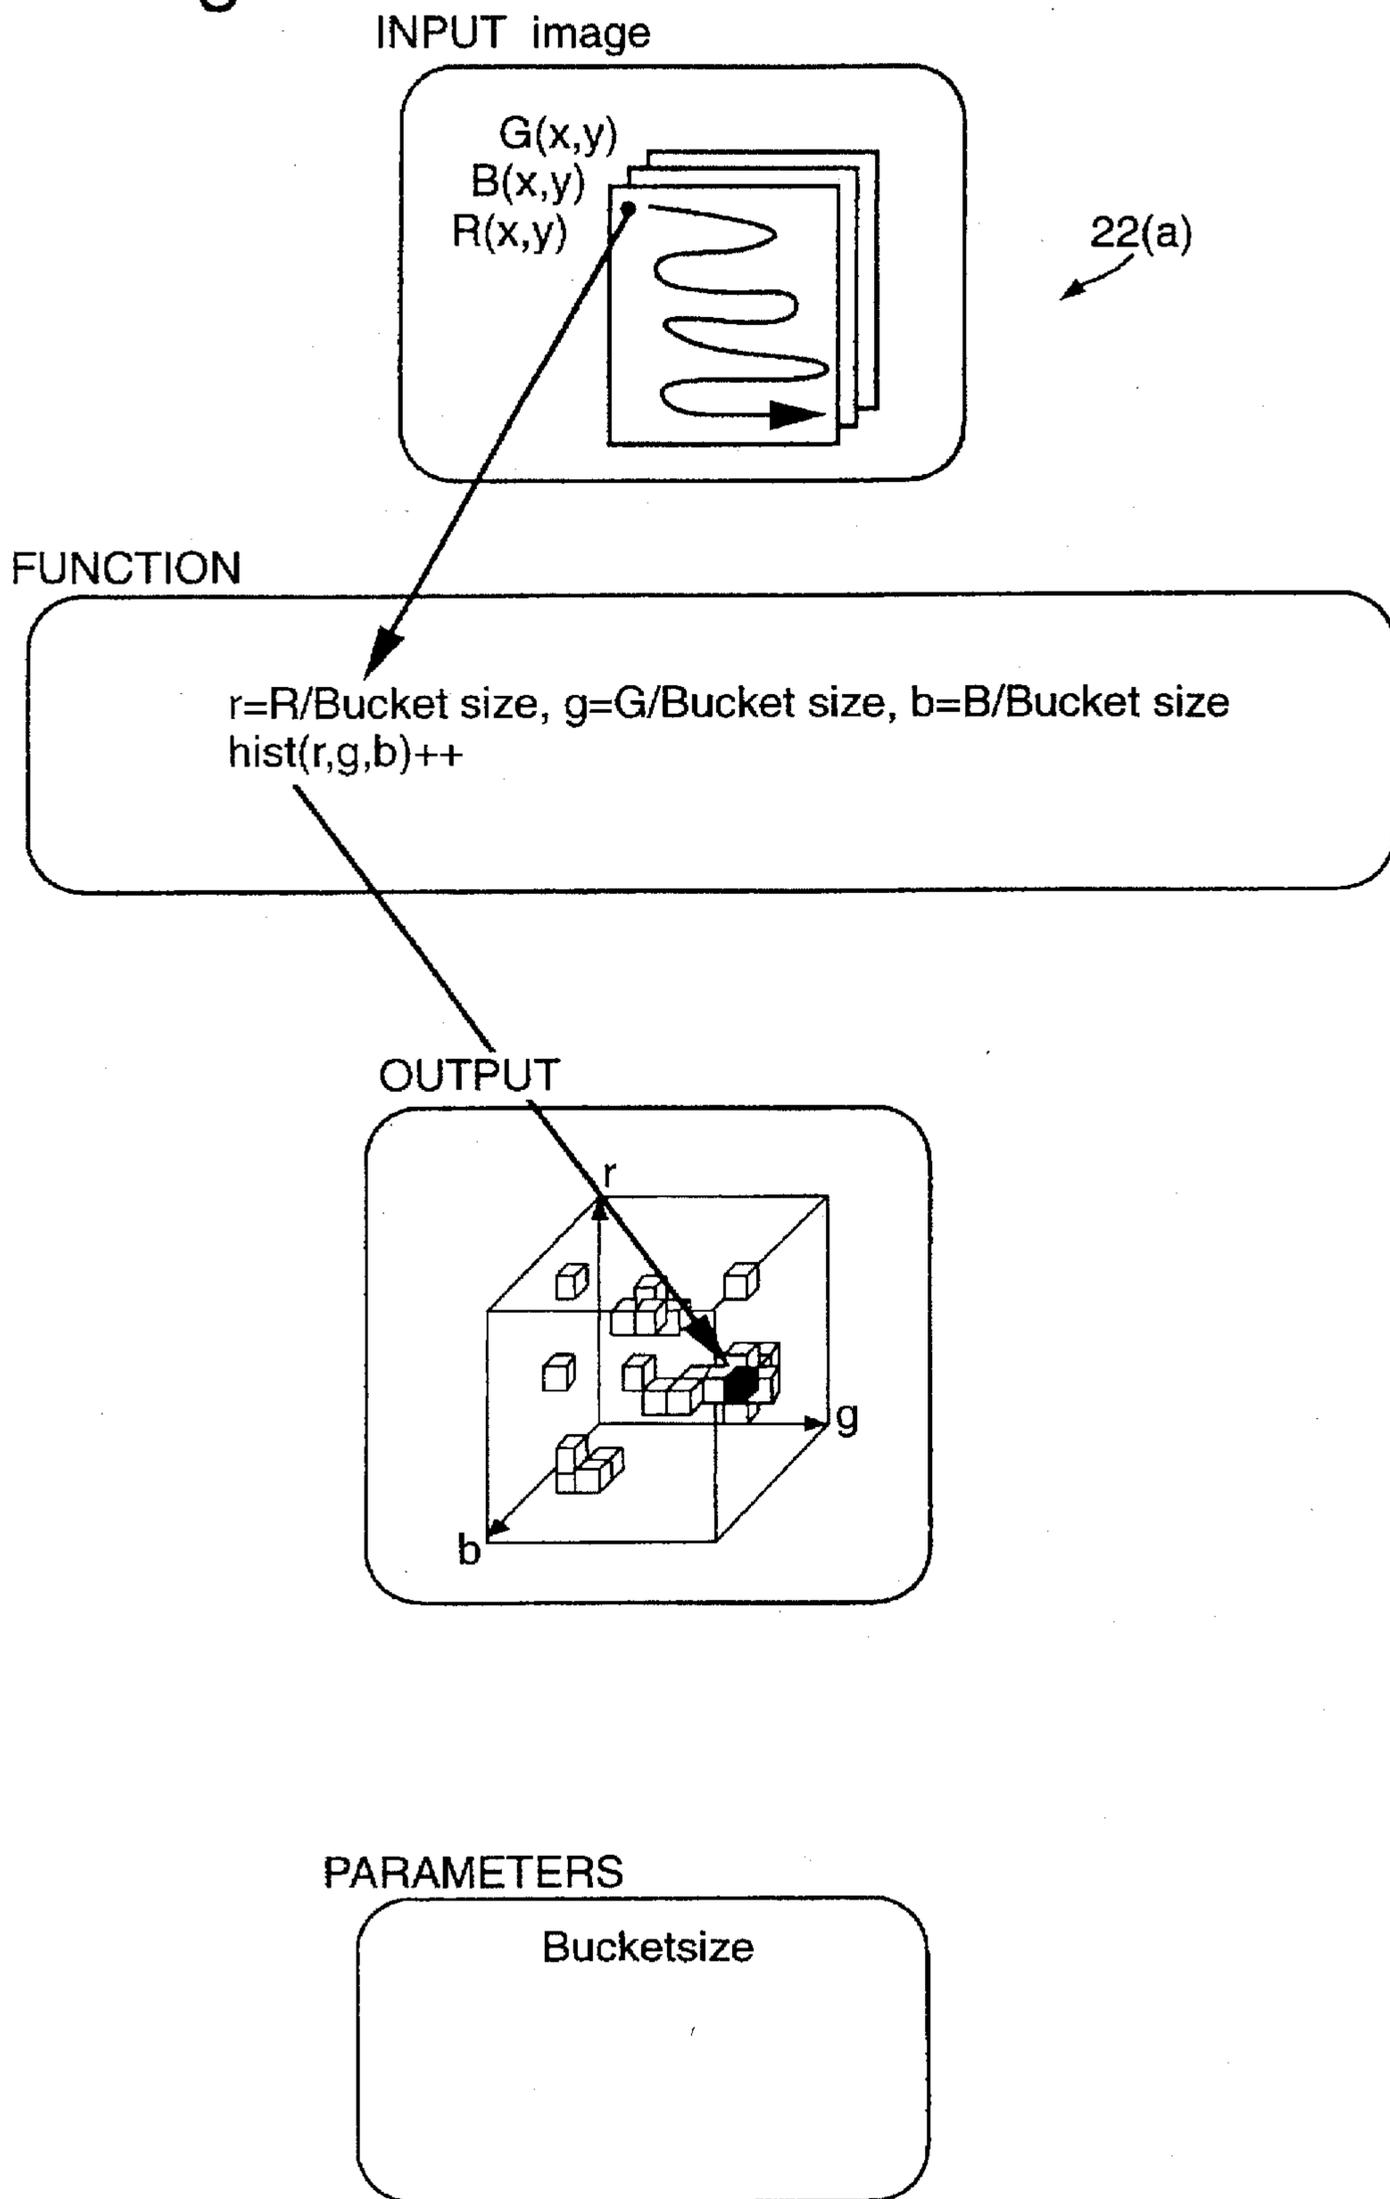 INPUT image
G(x,y)
B(x,y)
R(x,y)
22(a)
FUNCTION
r=R/Bucket size, g=G/Bucket size, b=B/Bucket size
hist(r,g,b)++
OUTPUT
r
g
b
PARAMETERS
Bucketsize